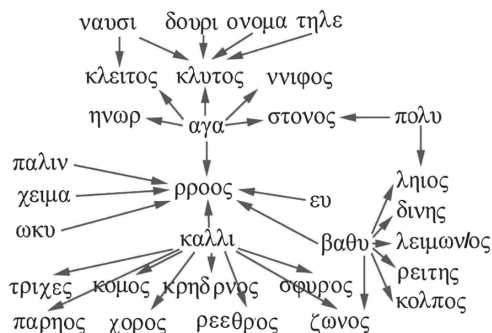 ναυσι δουρι ονομα τηλε
κλειτος κλυτος ννιφος
ηνωρ αγα στονος πολυ
παλιν ληιος
χειμα ρροος ευ δινης
ωκυ καλλι βαθυ λειμων/ος
ρειτης
τριχες κομος κρηδρνος σφυρος κολπος
παρηος χορος ρεεθρος ζωνος